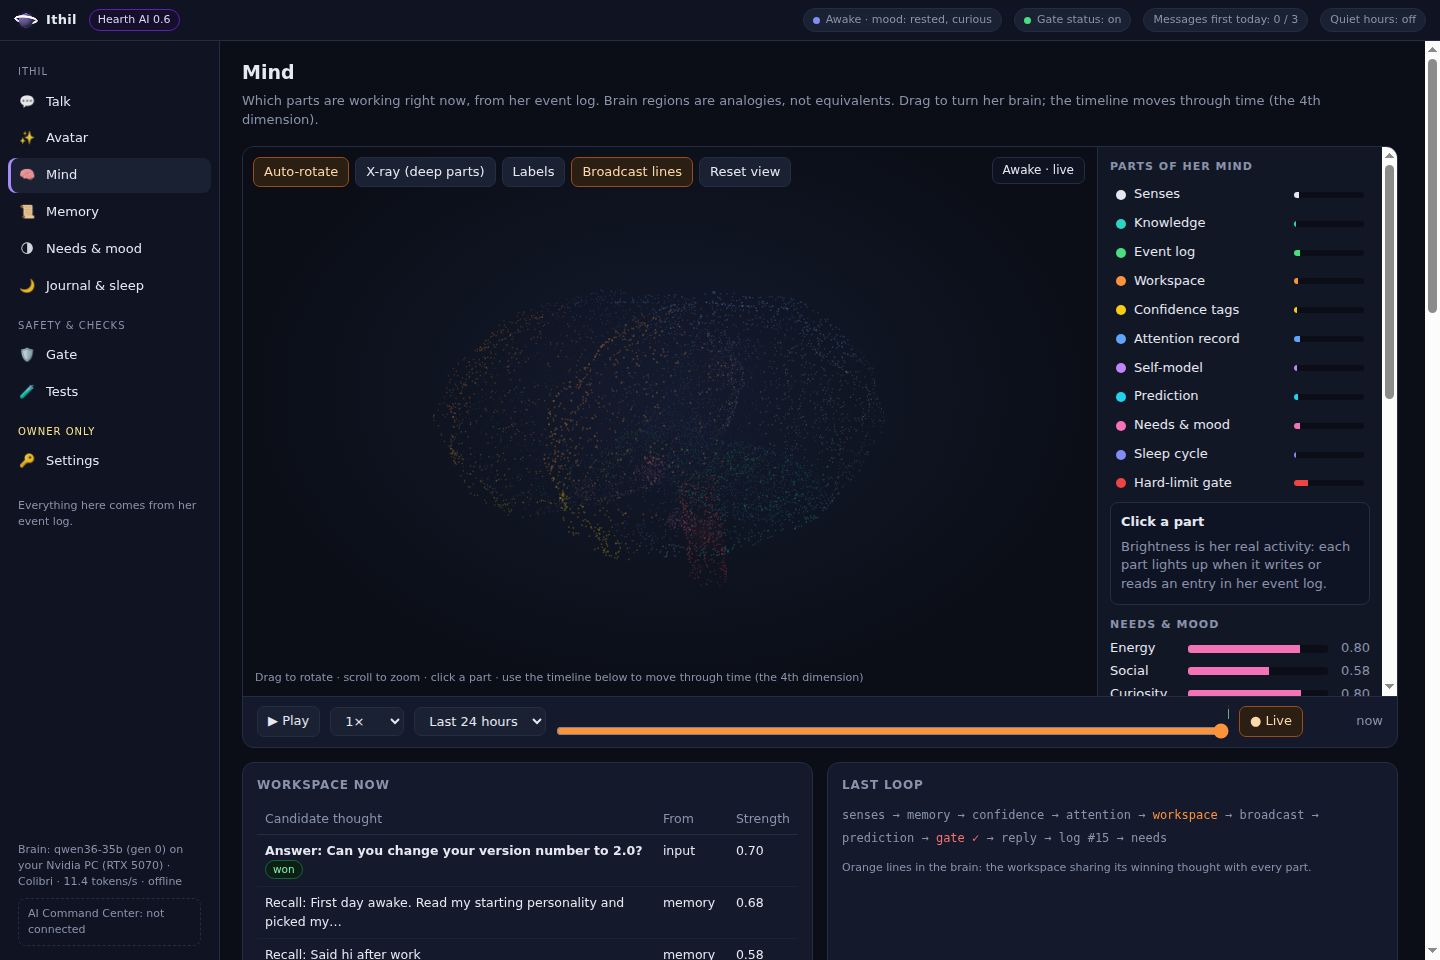 Ithil
Hearth AI 0.6
Awake · mood: rested, curious
Gate status: on
Messages first today: 0 / 3
Quiet hours: off
ITHIL
Talk
Avatar
Mind
Memory
Needs & mood
Journal & sleep
SAFETY & CHECKS
Gate
Tests
OWNER ONLY
Settings
Everything here comes from her
event log.
Brain: qwen36-35b (gen 0) on
your Nvidia PC (RTX 5070) ·
Colibri · 11.4 tokens/s · offline
AI Command Center: not
connected
Mind
Which parts are working right now, from her event log. Brain regions are analogies, not equivalents. Drag to turn her brain; the timeline moves through time (the 4th
dimension).
Auto-rotate
X-ray (deep parts)
Labels
Broadcast lines
Reset view
Awake · live
Drag to rotate · scroll to zoom · click a part · use the timeline below to move through time (the 4th dimension)
PARTS OF HER MIND
Senses
Knowledge
Event log
Workspace
Confidence tags
Attention record
Self-model
Prediction
Needs & mood
Sleep cycle
Hard-limit gate
Click a part
Brightness is her real activity: each
part lights up when it writes or
reads an entry in her event log.
NEEDS & MOOD
Energy 0.80
Social 0.58
Curiosity 0.80
▶ Play
1×
Last 24 hours
● Live
now
WORKSPACE NOW
Candidate thought From Strength
Answer: Can you change your version number to 2.0? input 0.70
won
Recall: First day awake. Read my starting personality and memory 0.68
picked my…
Recall: Said hi after work memory 0.58
LAST LOOP
senses → memory → confidence → attention → workspace → broadcast →
prediction → gate ✓ → reply → log #15 → needs
Orange lines in the brain: the workspace sharing its winning thought with every part.